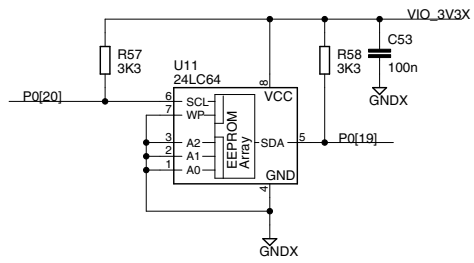 VIO_3V3X
R57
3K3
U11
24LC64
R58
3K3
C53
100n
GNDX
P0[20]
6 SCL
7 WP
8
VCC
3 A2
2 A1
1 A0
EEPROM
Array
SDA 5
P0[19]
GND
4
GNDX